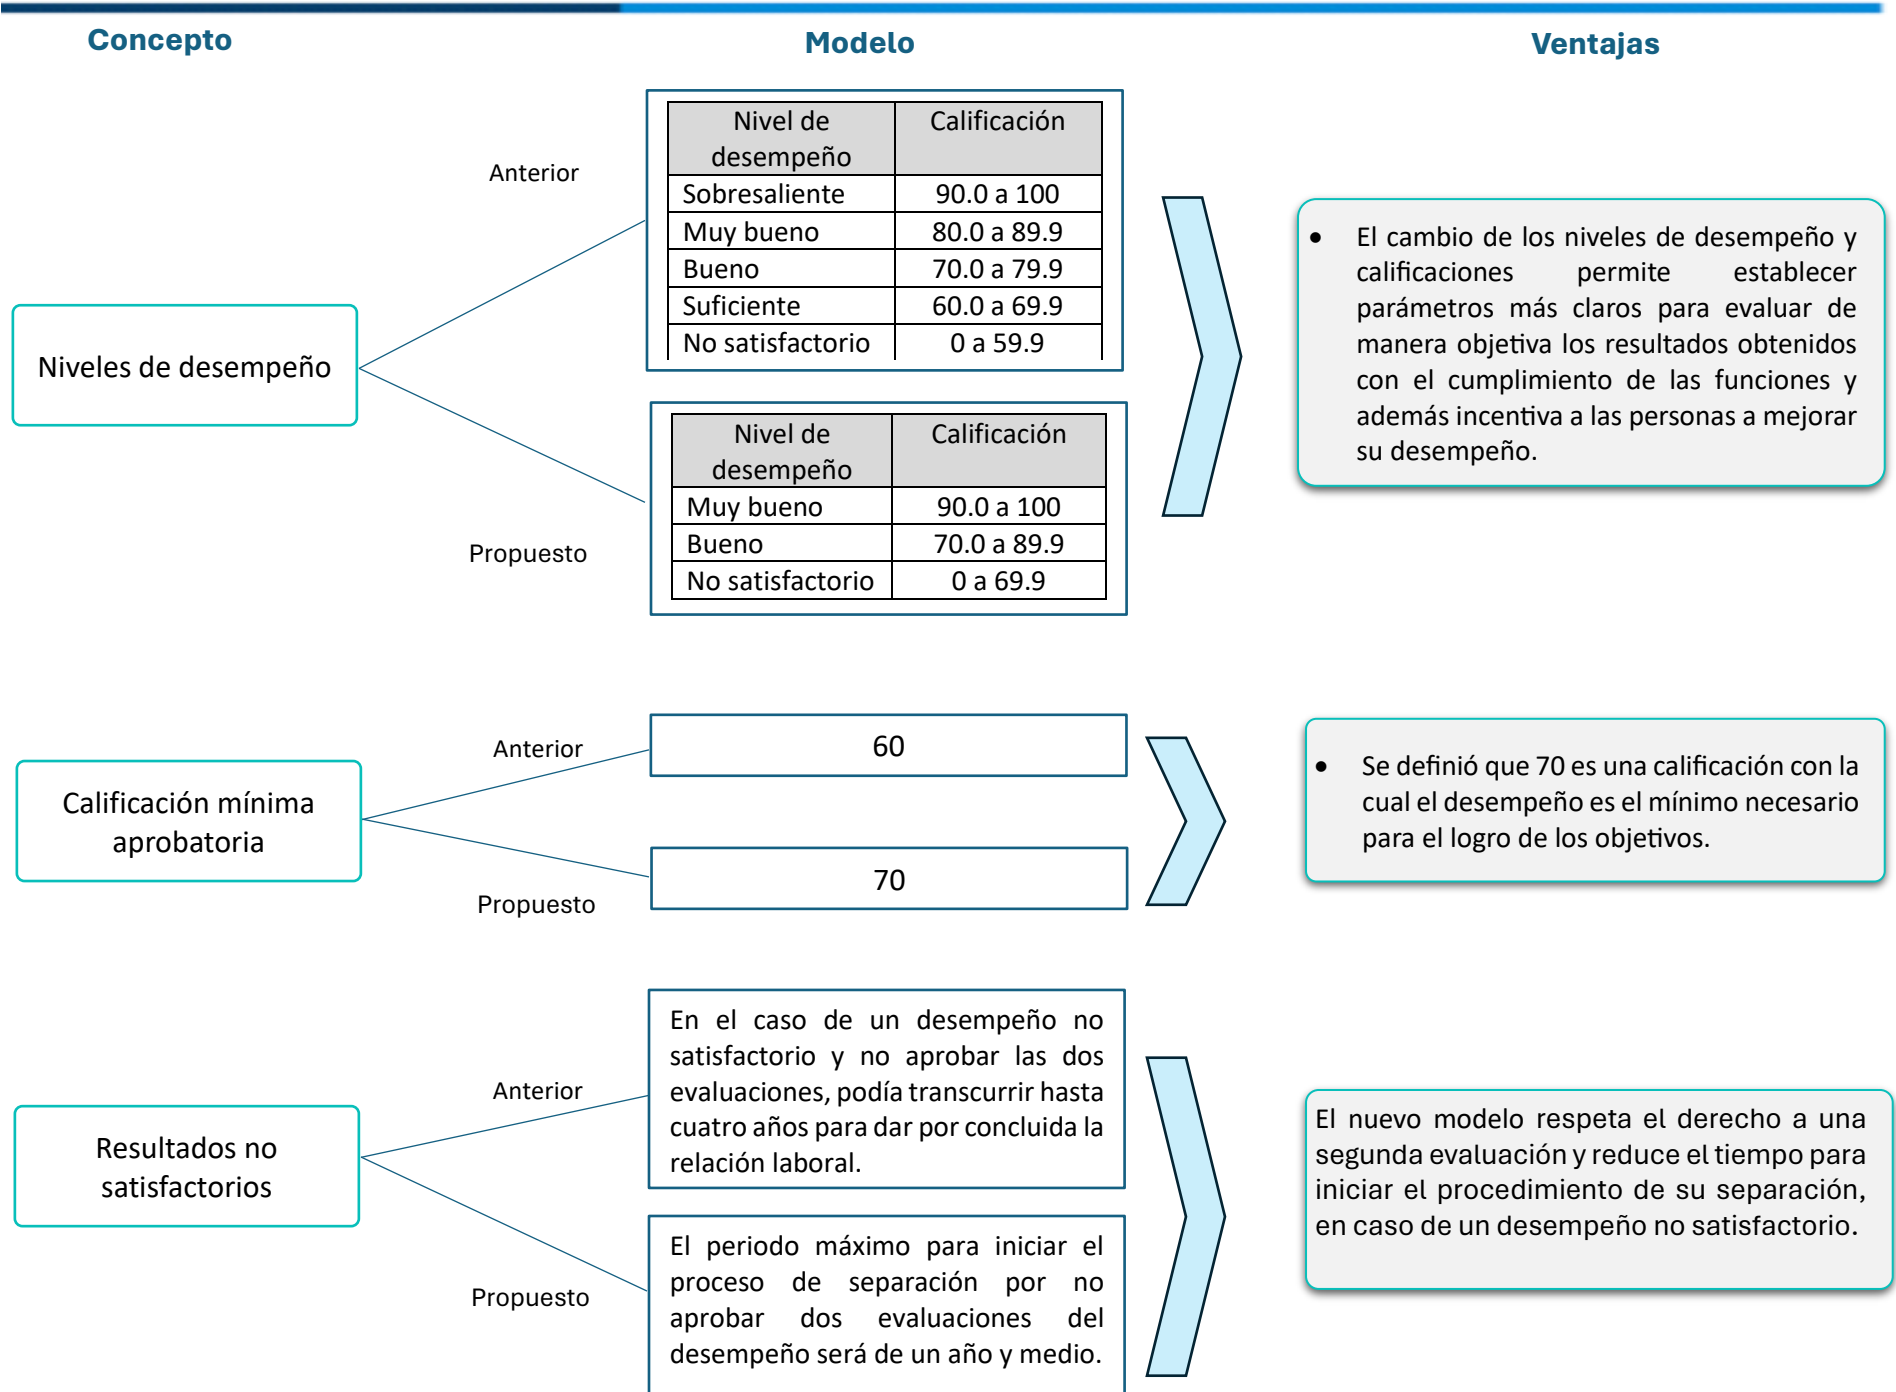 Concepto
Modelo
Ventajas
Niveles de desempeño
Anterior
Nivel de desempeño Calificación
Sobresaliente 90.0 a 100
Muy bueno 80.0 a 89.9
Bueno 70.0 a 79.9
Suficiente 60.0 a 69.9
No satisfactorio 0 a 59.9
Propuesto
Nivel de desempeño Calificación
Muy bueno 90.0 a 100
Bueno 70.0 a 89.9
No satisfactorio 0 a 69.9
• El cambio de los niveles de desempeño y
calificaciones permite establecer
parámetros más claros para evaluar de
manera objetiva los resultados obtenidos
con el cumplimiento de las funciones y
además incentiva a las personas a mejorar
su desempeño.
Calificación mínima
aprobatoria
Anterior
60
Propuesto
70
• Se definió que 70 es una calificación con la
cual el desempeño es el mínimo necesario
para el logro de los objetivos.
Resultados no
satisfactorios
Anterior
En el caso de un desempeño no
satisfactorio y no aprobar las dos
evaluaciones, podía transcurrir hasta
cuatro años para dar por concluida la
relación laboral.
Propuesto
El periodo máximo para iniciar el
proceso de separación por no
aprobar dos evaluaciones del
desempeño será de un año y medio.
El nuevo modelo respeta el derecho a una
segunda evaluación y reduce el tiempo para
iniciar el procedimiento de su separación,
en caso de un desempeño no satisfactorio.